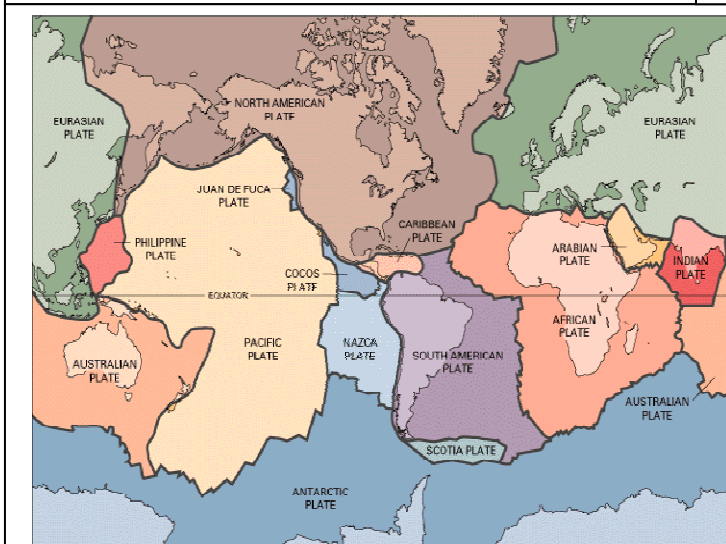 NORTH AMERICAN
PLATE
EURASIAN
PLATE
EURASIAN
PLATE
JUAN DE FUCA
PLATE
CARIBBEAN
PLATE
PHILIPPINE
PLATE
ARABIAN
PLATE
INDIAN
PLATE
COCOS
PLATE
EQUATOR
AFRICAN
PLATE
PACIFIC
PLATE
NAZCA
PLATE
SOUTH AMERICAN
PLATE
AUSTRALIAN
PLATE
AUSTRALIAN
PLATE
SCOTIA PLATE
ANTARCTIC
PLATE